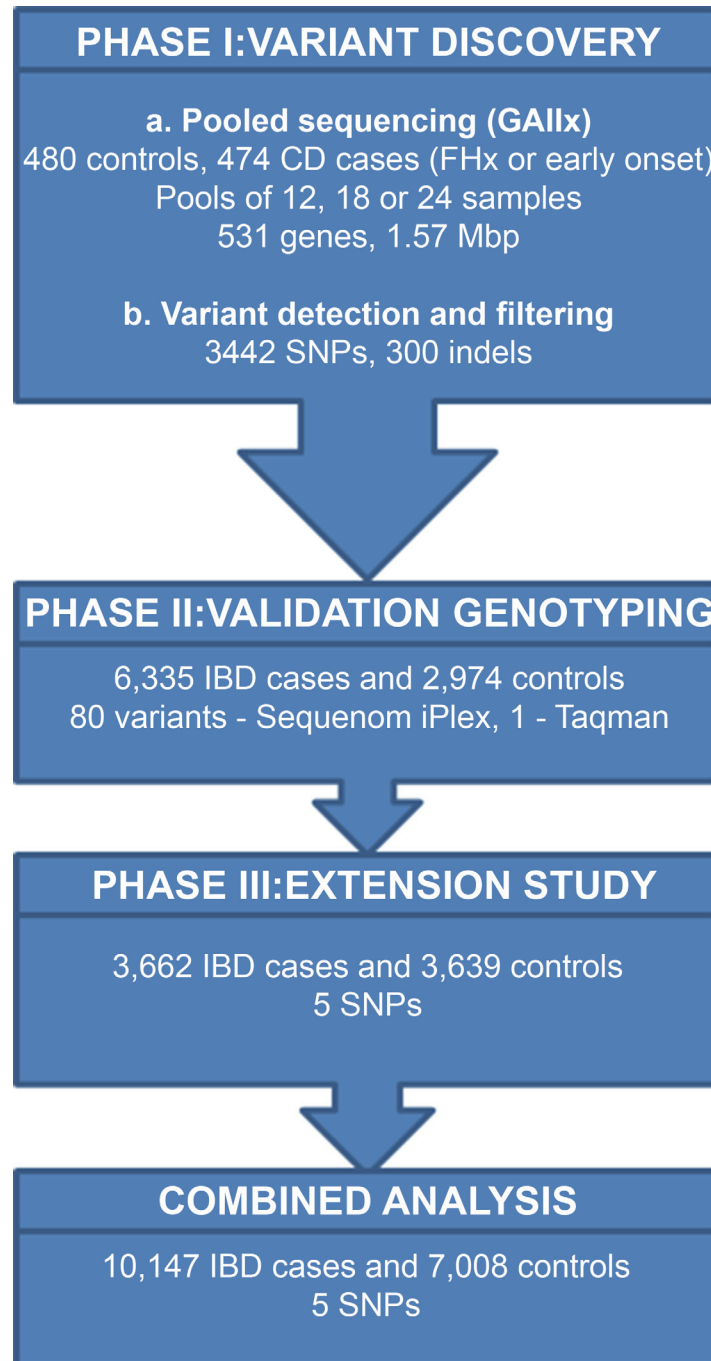 PHASE I:VARIANT DISCOVERY
a. Pooled sequencing (GAIIx)
480 controls, 474 CD cases (FHx or early onset)
Pools of 12, 18 or 24 samples
531 genes, 1.57 Mbp
b. Variant detection and filtering
3442 SNPs, 300 indels
PHASE II:VALIDATION GENOTYPING
6,335 IBD cases and 2,974 controls
80 variants - Sequenom iPlex, 1 - Taqman
PHASE III:EXTENSION STUDY
3,662 IBD cases and 3,639 controls
5 SNPs
COMBINED ANALYSIS
10,147 IBD cases and 7,008 controls
5 SNPs